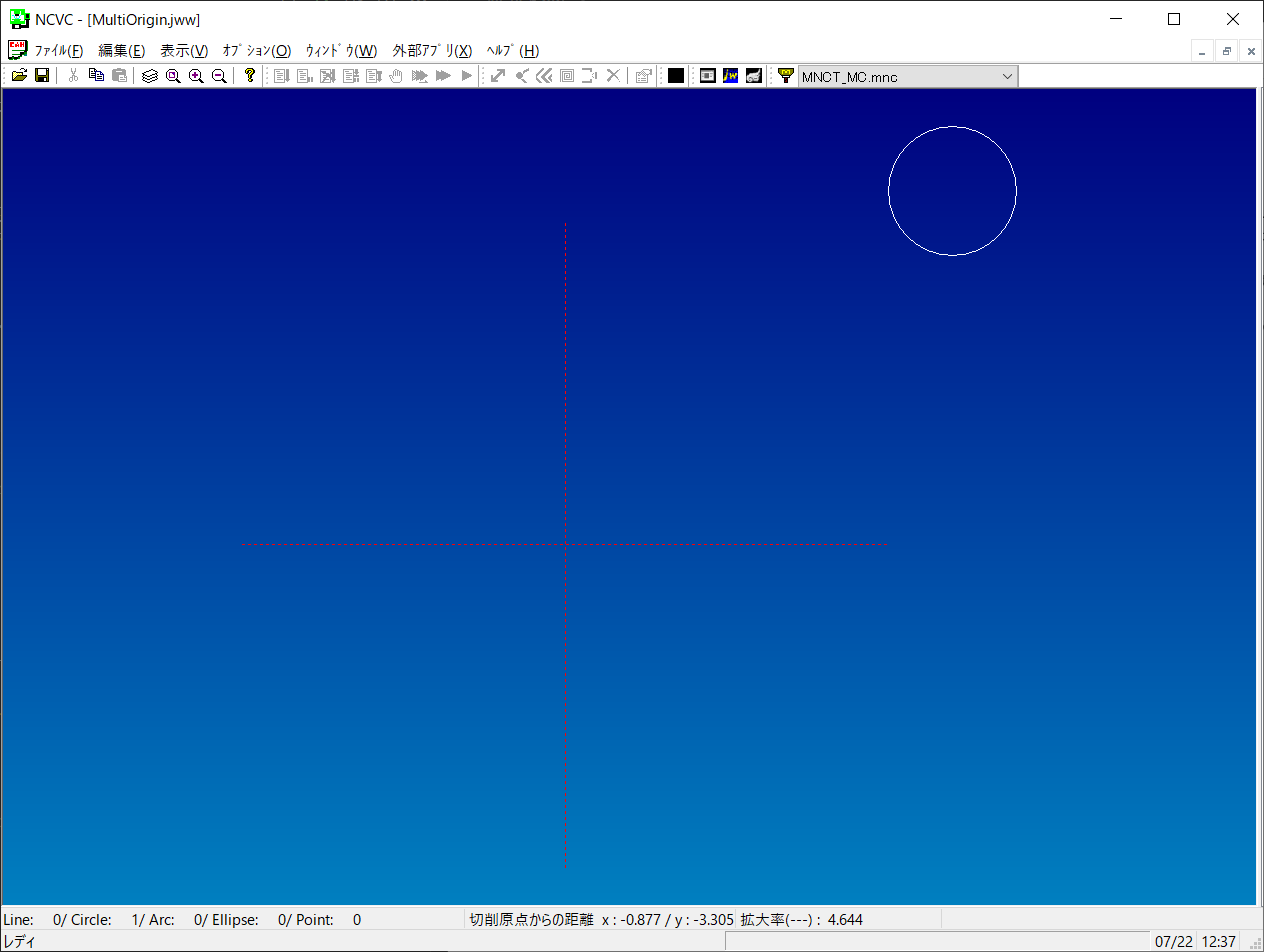 NCVC - [MultiOrigin.jww]
ﾌｧｲﾙ(F) 編集(E) 表示(V) ｵﾌﾟｼｮﾝ(O) ｳｨﾝﾄﾞｳ(W) 外部ｱﾌﾟﾘ(X) ﾍﾙﾌﾟ(H)
MNCT_MC.mnc
Line: 0/ Circle: 1/ Arc: 0/ Ellipse: 0/ Point: 0 切削原点からの距離 x : -0.877 / y : -3.305 拡大率(---) : 4.644
レディ 07/22 12:37